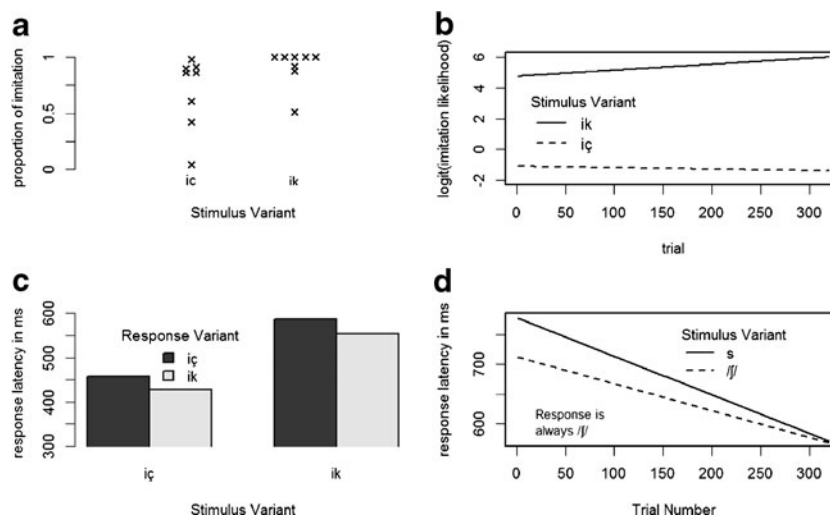 a
proportion of imitation
1
0.5
0
iç
ik
Stimulus Variant
b
logit(imitation likelihood)
6
4
2
0
-2
Stimulus Variant
ik
iç
0 50 100 150 200 250 300
trial
c
response latency in ms
600
500
400
300
Response Variant
iç
ik
iç
ik
Stimulus Variant
d
response latency in ms
700
600
Stimulus Variant
s
/ʃ/
Response is
always /ʃ/
0 50 100 150 200 250 300
Trial Number